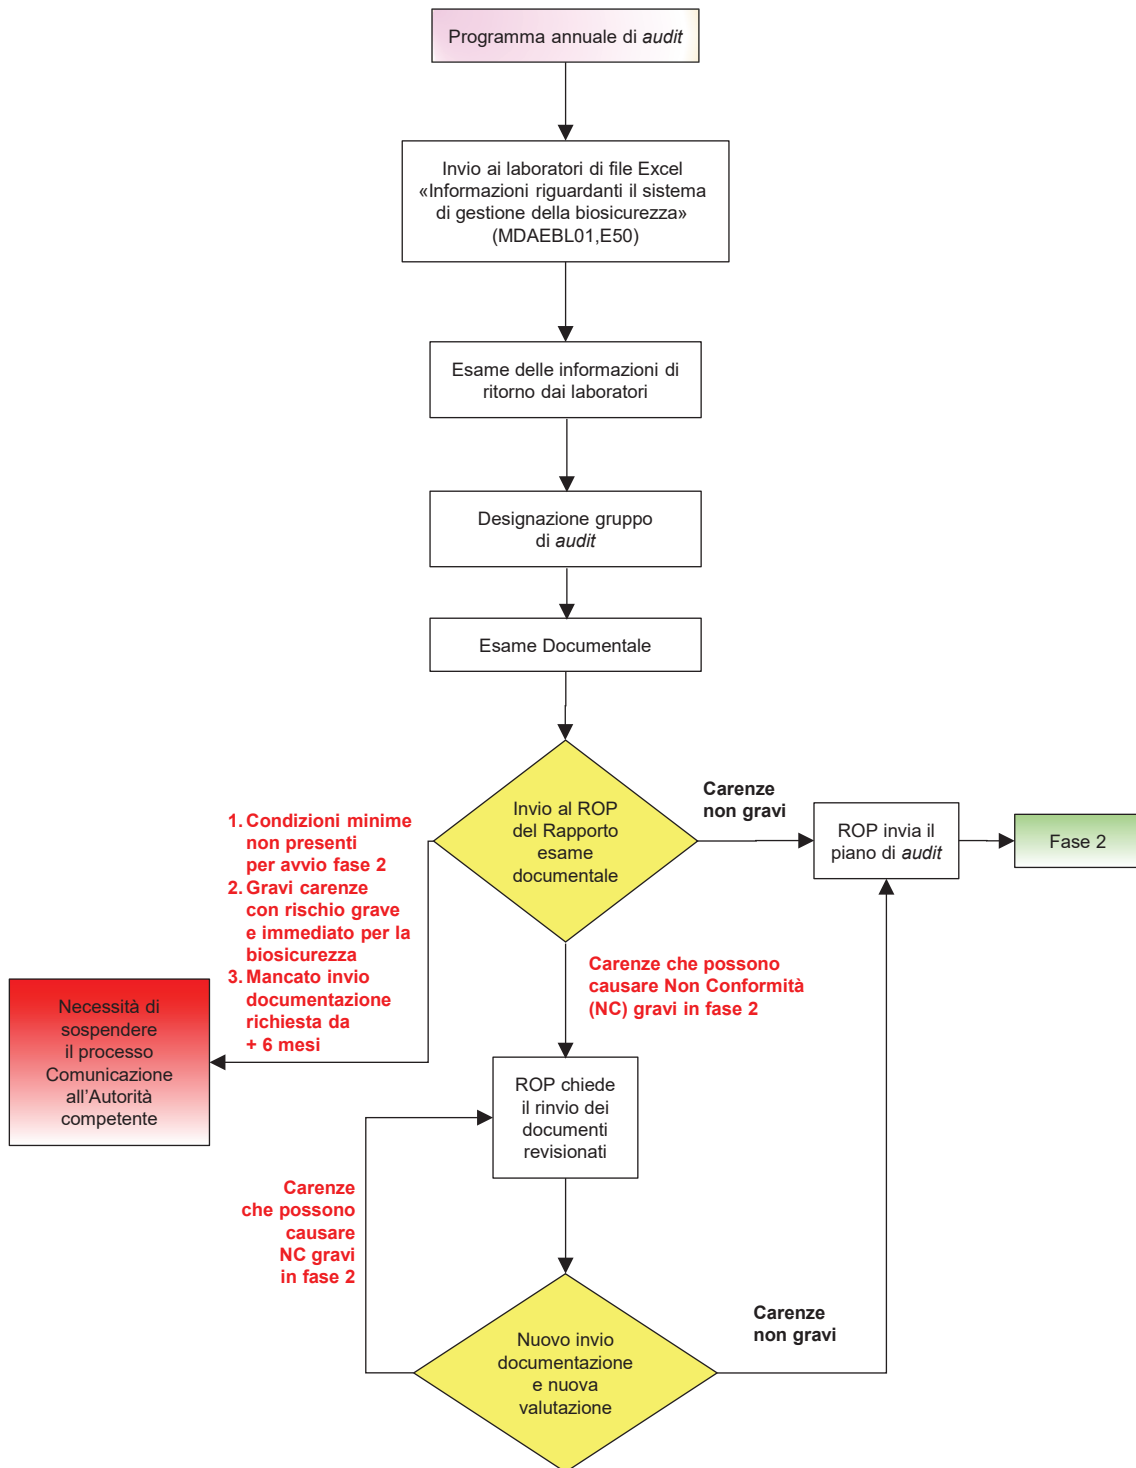 Programma annuale di audit
Invio ai laboratori di file Excel
«Informazioni riguardanti il sistema
di gestione della biosicurezza»
(MDAEBL01,E50)
Esame delle informazioni di
ritorno dai laboratori
Designazione gruppo
di audit
Esame Documentale
Invio al ROP
del Rapporto
esame
documentale
Carenze
non gravi
ROP invia il
piano di audit
Fase 2
1. Condizioni minime
non presenti
per avvio fase 2
2. Gravi carenze
con rischio grave
e immediato per la
biosicurezza
3. Mancato invio
documentazione
richiesta da
+ 6 mesi
Necessità di
sospendere
il processo
Comunicazione
all'Autorità
competente
Carenze che possono
causare Non Conformità
(NC) gravi in fase 2
ROP chiede
il rinvio dei
documenti
revisionati
Carenze
che possono
causare
NC gravi
in fase 2
Nuovo invio
documentazione
e nuova
valutazione
Carenze
non gravi